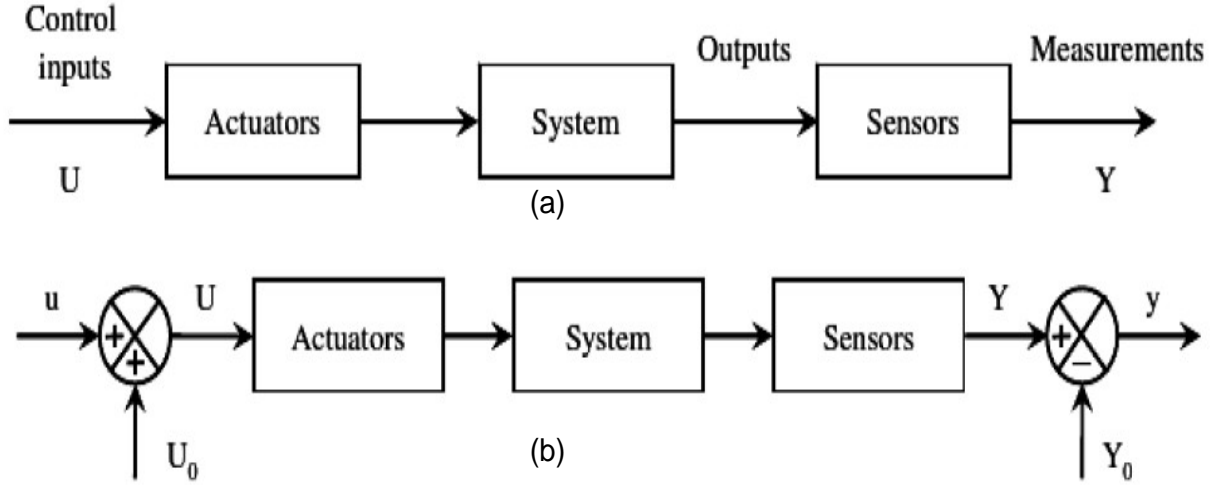 Control
inputs
Outputs
Measurements
Actuators
System
Sensors
U
Y
(a)
u
U
Y
y
+
+
Actuators
System
Sensors
+
−
U₀
Y₀
(b)